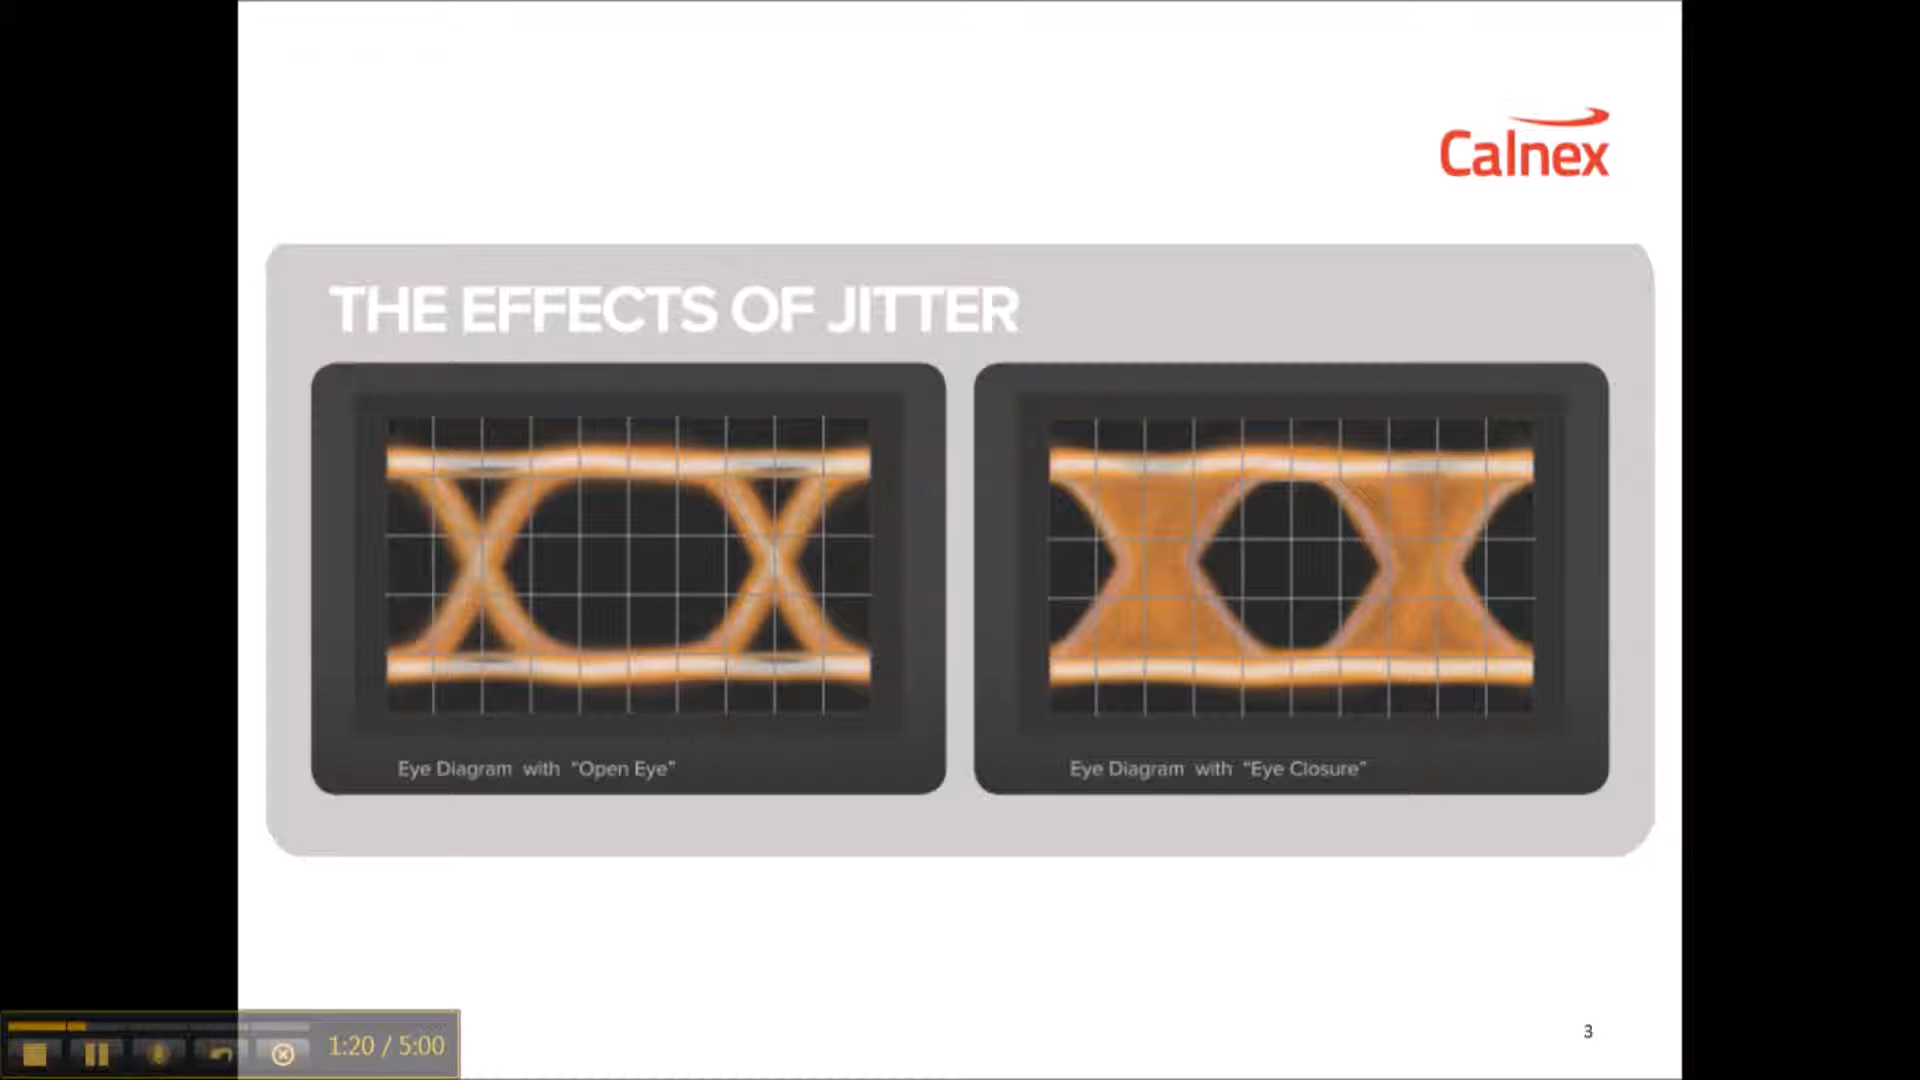 Calnex
THE EFFECTS OF JITTER
Eye Diagram with “Open Eye”
Eye Diagram with “Eye Closure”
3
1:20 / 5:00